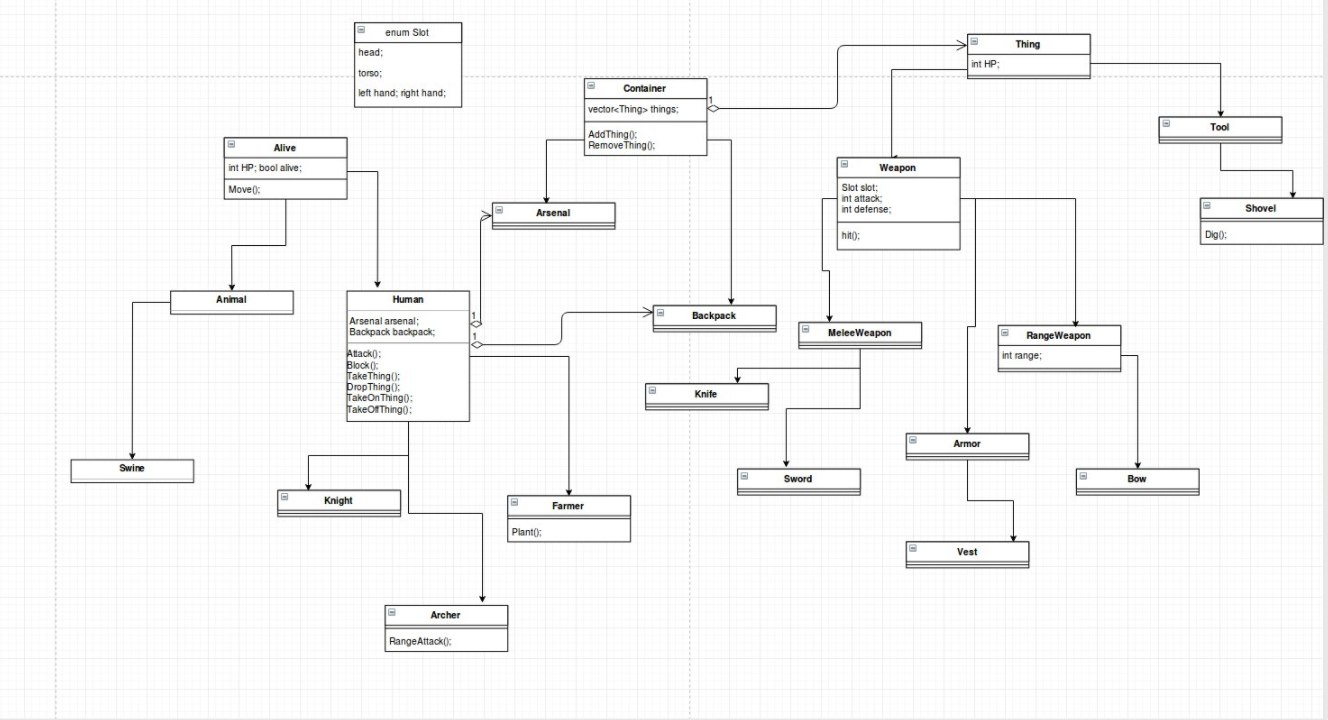 enum Slot
head;
torso;
left hand; right hand;
Thing
int HP;
Container
vector<Thing> things;
AddThing();
RemoveThing();
1
Tool
Alive
int HP; bool alive;
Move();
Weapon
Slot slot;
int attack;
int defense;
hit();
Arsenal
Shovel
Dig();
Animal
Human
Arsenal arsenal;
Backpack backpack;
Attack();
Block();
TakeThing();
DropThing();
TakeOnThing();
TakeOffThing();
1
1
Backpack
MeleeWeapon
RangeWeapon
int range;
Knife
Armor
Swine
Sword
Bow
Knight
Farmer
Plant();
Vest
Archer
RangeAttack();